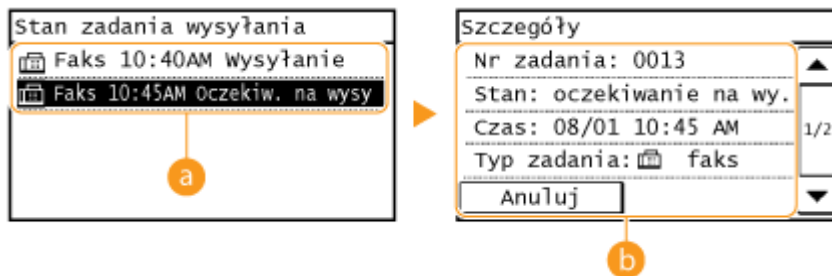 Stan zadania wysyłania
Faks 10:40AM Wysyłanie
Faks 10:45AM Oczekiw. na wysy
a
Szczegóły
Nr zadania: 0013
Stan: oczekiwanie na wy.
Czas: 08/01 10:45 AM
Typ zadania: faks
Anuluj
1/2
b